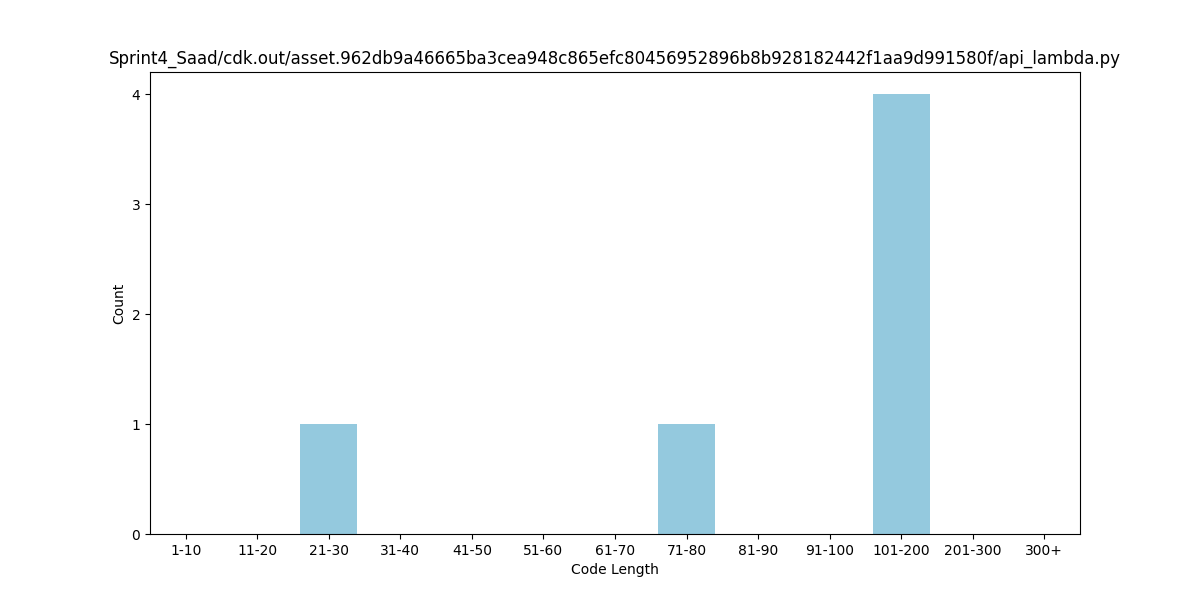 Sprint4_Saad/cdk.out/asset.962db9a46665ba3cea948c865efc80456952896b8b928182442f1aa9d991580f/api_lambda.py
4
3
2
1
0
Count
1-10 11-20 21-30 31-40 41-50 51-60 61-70 71-80 81-90 91-100 101-200 201-300 300+
Code Length